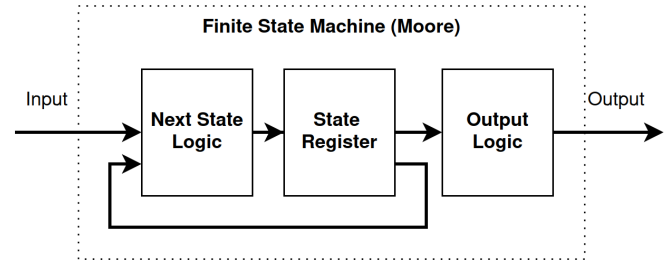 Finite State Machine (Moore)
Input
Next State
Logic
State
Register
Output
Logic
Output